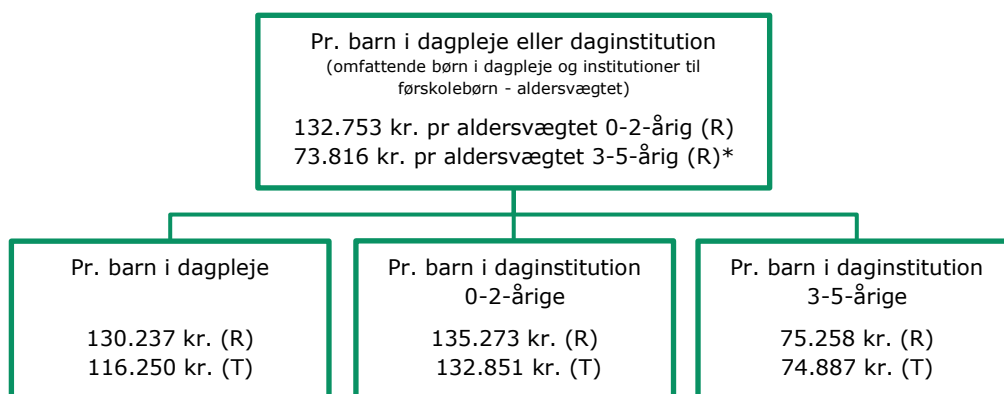 Pr. barn i dagpleje eller daginstitution
(omfattende børn i dagpleje og institutioner til
førskolebørn - aldersvægtet)
132.753 kr. pr aldersvægtet 0-2-årig (R)
73.816 kr. pr aldersvægtet 3-5-årig (R)*
Pr. barn i dagpleje
130.237 kr. (R)
116.250 kr. (T)
Pr. barn i daginstitution
0-2-årige
135.273 kr. (R)
132.851 kr. (T)
Pr. barn i daginstitution
3-5-årige
75.258 kr. (R)
74.887 kr. (T)